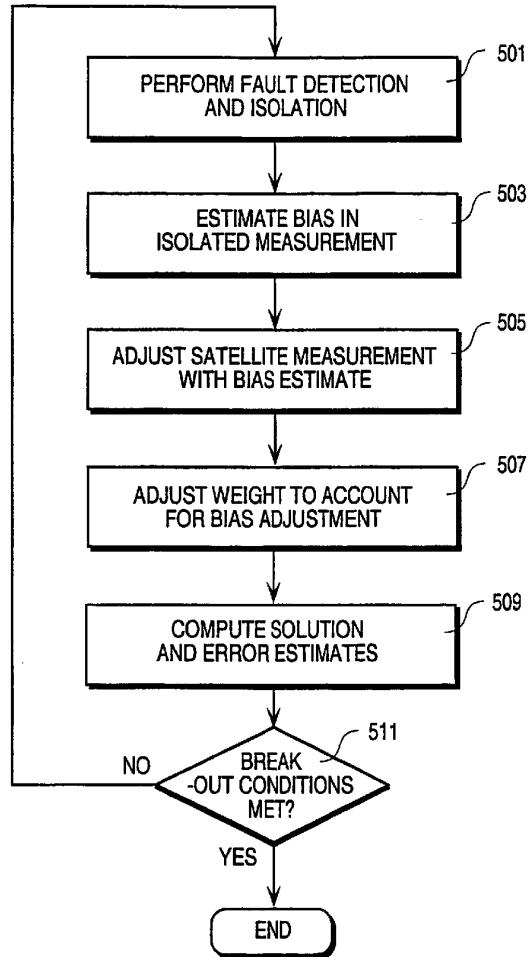 501
PERFORM FAULT DETECTION
AND ISOLATION
503
ESTIMATE BIAS IN
ISOLATED MEASUREMENT
505
ADJUST SATELLITE MEASUREMENT
WITH BIAS ESTIMATE
507
ADJUST WEIGHT TO ACCOUNT
FOR BIAS ADJUSTMENT
509
COMPUTE SOLUTION
AND ERROR ESTIMATES
511
NO
BREAK
-OUT CONDITIONS
MET?
YES
END